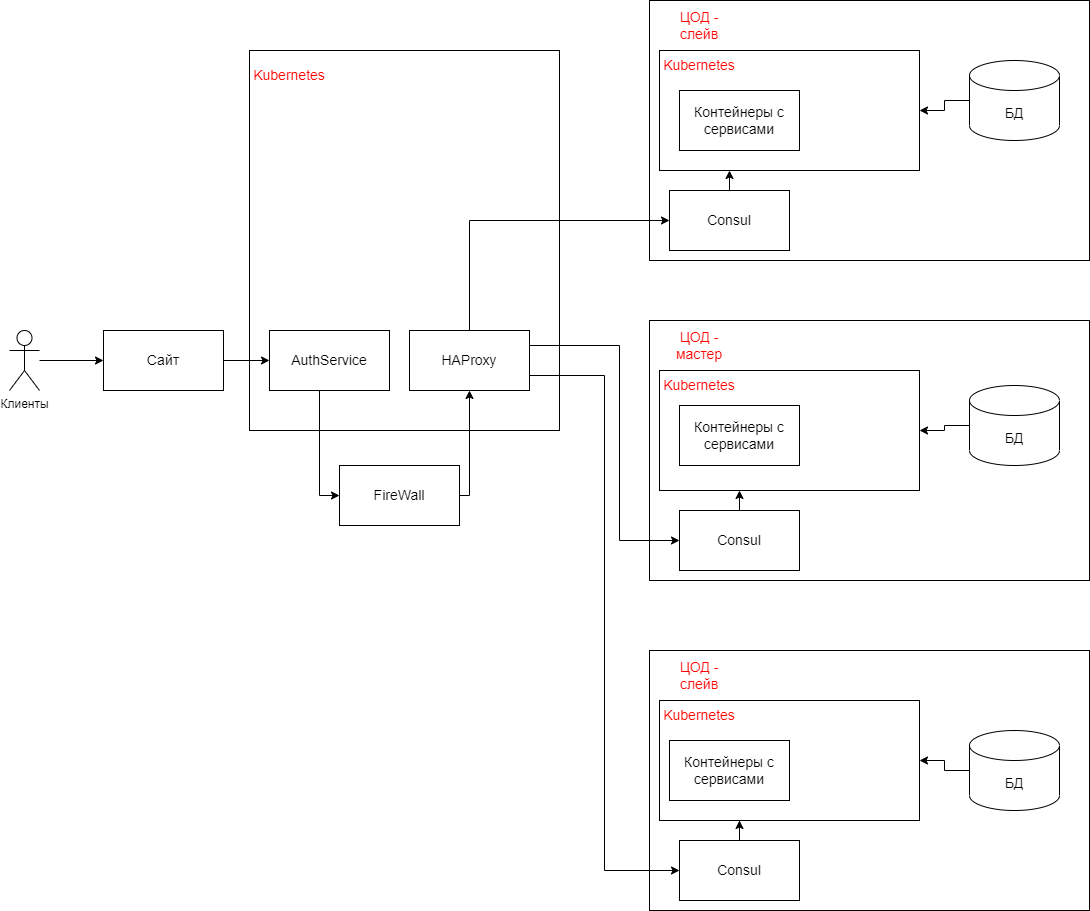 Клиенты
Сайт
Kubernetes
AuthService
HAProxy
FireWall
ЦОД -
слейв
Kubernetes
Контейнеры с
сервисами
БД
Consul
ЦОД -
мастер
Kubernetes
Контейнеры с
сервисами
БД
Consul
ЦОД -
слейв
Kubernetes
Контейнеры с
сервисами
БД
Consul